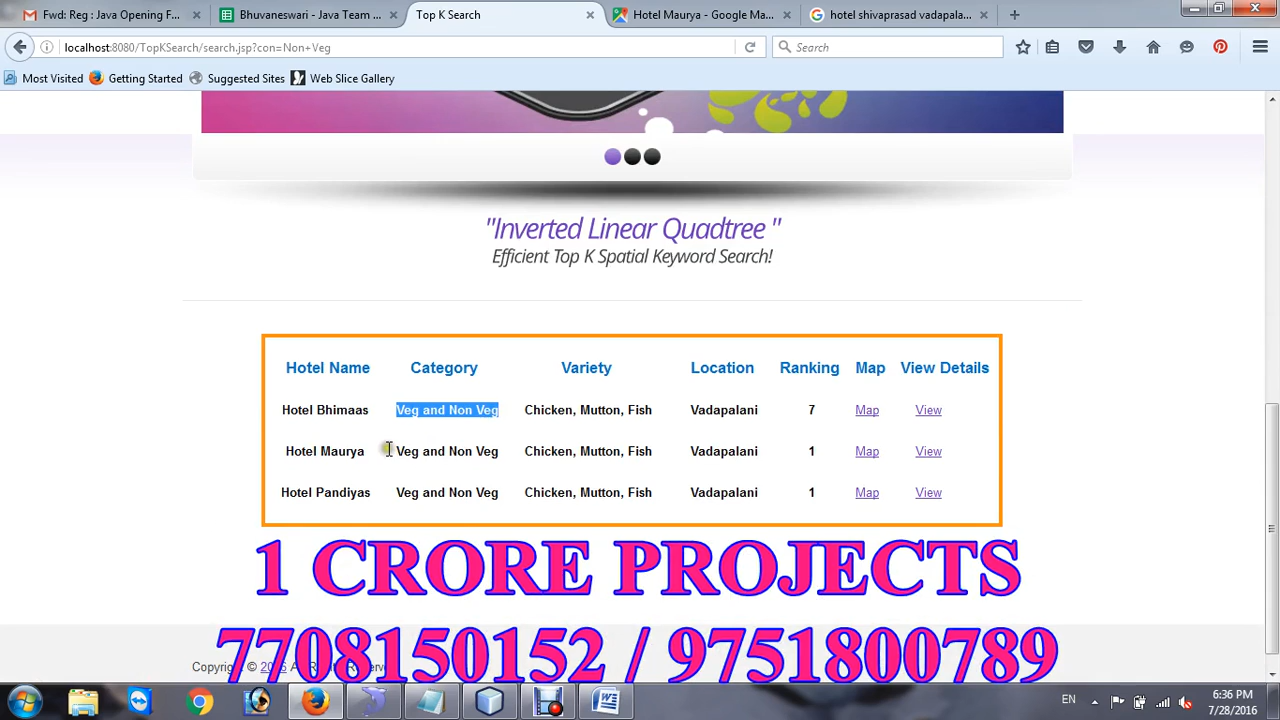 Fwd: Reg : Java Opening F...
Bhuvaneswari - Java Team ...
Top K Search
Hotel Maurya - Google Ma...
hotel shivaprasad vadapala...
localhost:8080/TopKSearch/search.jsp?con=Non+Veg
Search
Most Visited
Getting Started
Suggested Sites
Web Slice Gallery
"Inverted Linear Quadtree "
Efficient Top K Spatial Keyword Search!
Hotel Name Category Variety Location Ranking Map View Details
Hotel Bhimaas Veg and Non Veg Chicken, Mutton, Fish Vadapalani 7 Map View
Hotel Maurya Veg and Non Veg Chicken, Mutton, Fish Vadapalani 1 Map View
Hotel Pandiyas Veg and Non Veg Chicken, Mutton, Fish Vadapalani 1 Map View
1 CRORE PROJECTS
7708150152 / 9751800789
EN
6:36 PM
7/28/2016